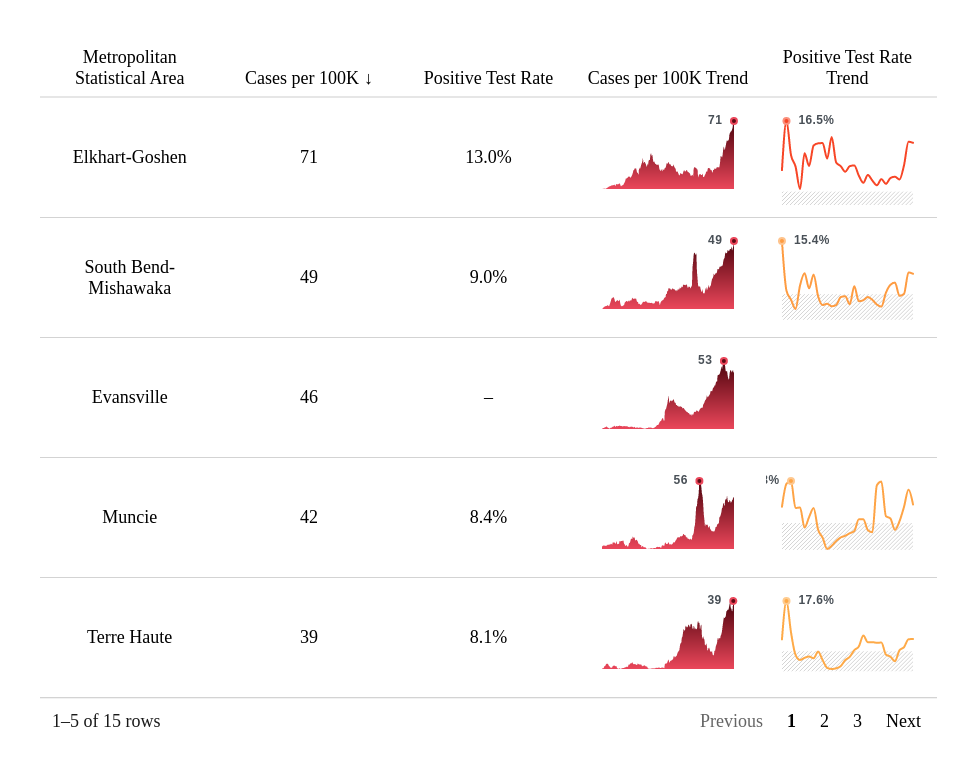 Metropolitan
Statistical Area
Cases per 100K ↓
Positive Test Rate
Cases per 100K Trend
Positive Test Rate
Trend
Elkhart-Goshen
71
13.0%
71
16.5%
South Bend-
Mishawaka
49
9.0%
49
15.4%
Evansville
46
–
53
Muncie
42
8.4%
56
Terre Haute
39
8.1%
39
17.6%
1–5 of 15 rows
Previous
1
2
3
Next